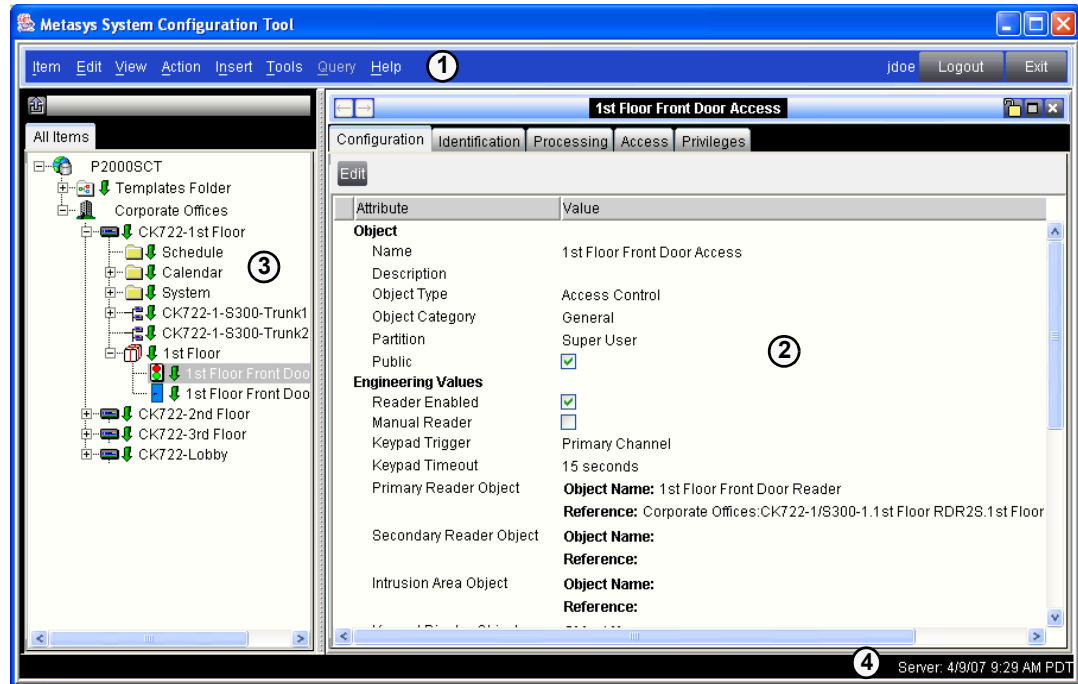 Metasys System Configuration Tool
Item Edit View Action Insert Tools Query Help 1 jdoe Logout Exit
All Items
P2000SCT
Templates Folder
Corporate Offices
CK722-1st Floor
Schedule
Calendar
System
3
CK722-1-S300-Trunk1
CK722-1-S300-Trunk2
1st Floor
1st Floor Front Doo
1st Floor Front Doo
CK722-2nd Floor
CK722-3rd Floor
CK722-Lobby
1st Floor Front Door Access
Configuration Identification Processing Access Privileges
Edit
Attribute Value
Object
Name 1st Floor Front Door Access
Description
Object Type Access Control
Object Category General
Partition Super User
2
Public
Engineering Values
Reader Enabled
Manual Reader
Keypad Trigger Primary Channel
Keypad Timeout 15 seconds
Primary Reader Object Object Name: 1st Floor Front Door Reader
Reference: Corporate Offices:CK722-1/S300-1.1st Floor RDR2S.1st Floor
Secondary Reader Object Object Name:
Reference:
Intrusion Area Object Object Name:
Reference:
4 Server: 4/9/07 9:29 AM PDT